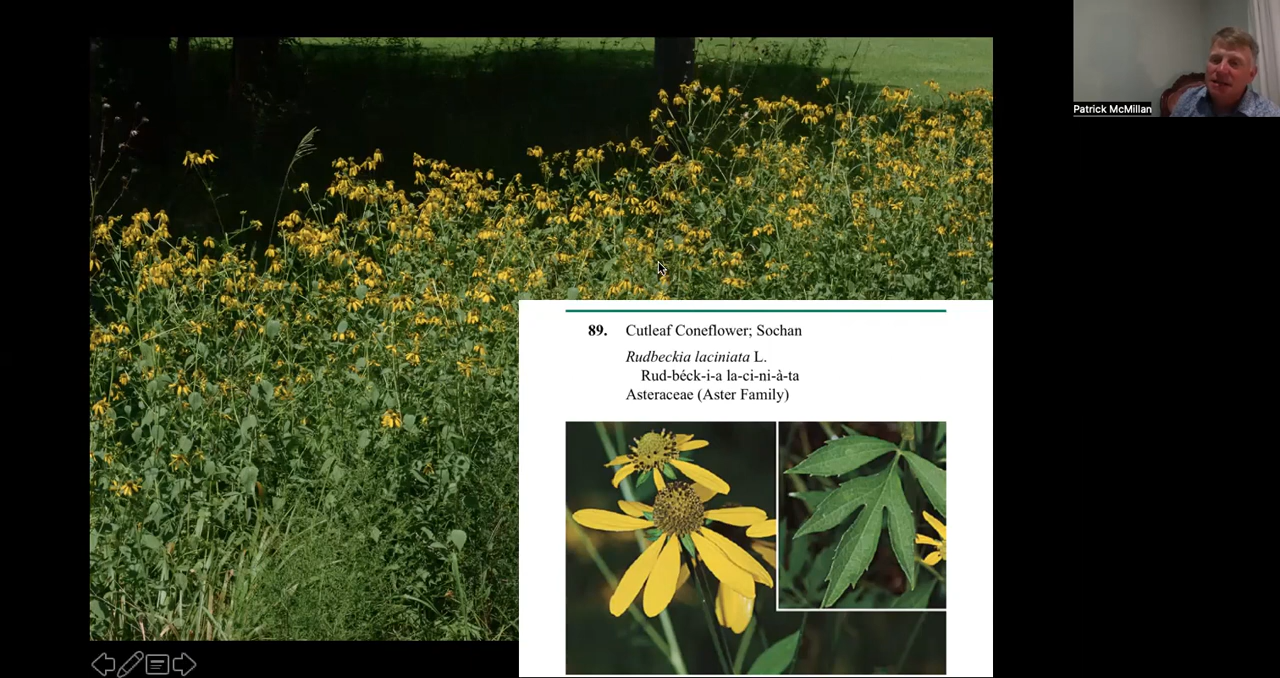 Patrick McMillan
89. Cutleaf Coneflower; Sochan
Rudbeckia laciniata L.
Rud-béck-i-a la-ci-ni-à-ta
Asteraceae (Aster Family)